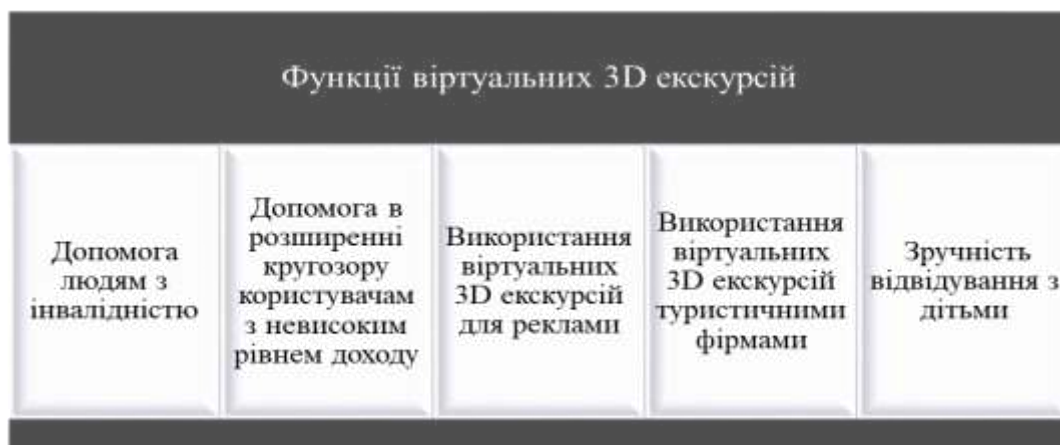 Функції віртуальних 3D екскурсій
Допомога
людям з
інвалідністю
Допомога в
розширенні
кругозору
користувачам
з невисоким
рівнем доходу
Використання
віртуальних
3D екскурсій
для реклами
Використання
віртуальних
3D екскурсій
туристичними
фірмами
Зручність
відвідування з
дітьми